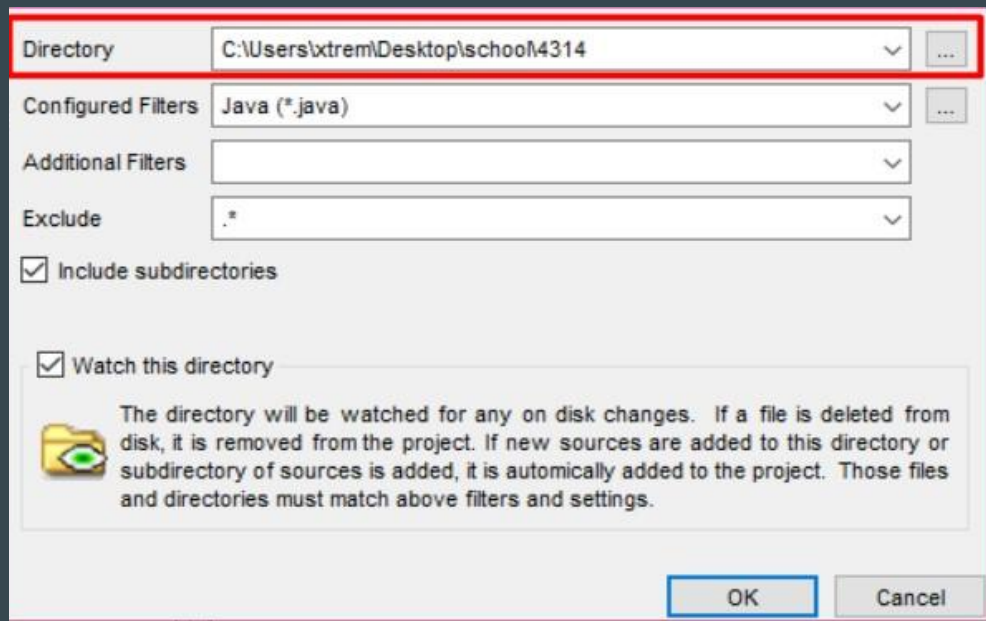 Directory C:\Users\xtrem\Desktop\school\4314 ...
Configured Filters Java (*.java) ...
Additional Filters
Exclude .*
Include subdirectories
Watch this directory
The directory will be watched for any on disk changes. If a file is deleted from
disk, it is removed from the project. If new sources are added to this directory or
subdirectory of sources is added, it is automically added to the project. Those files
and directories must match above filters and settings.
OK Cancel